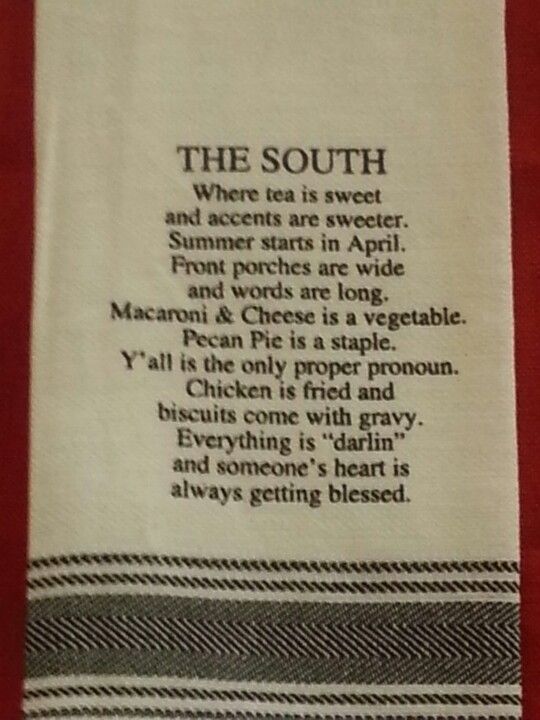 THE SOUTH
Where tea is sweet
and accents are sweeter.
Summer starts in April.
Front porches are wide
and words are long.
Macaroni & Cheese is a vegetable.
Pecan Pie is a staple.
Y'all is the only proper pronoun.
Chicken is fried and
biscuits come with gravy.
Everything is "darlin"
and someone's heart is
always getting blessed.